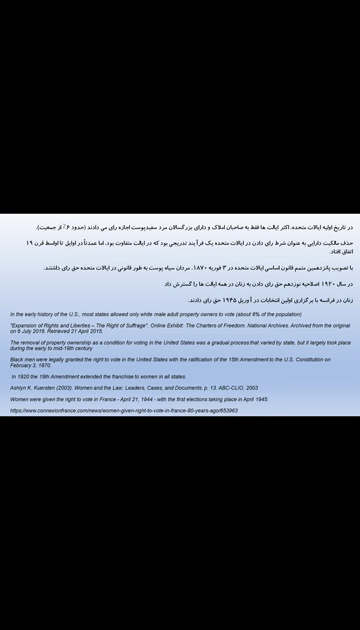 در تاریخ اولیه ایالات متحده، اکثر ایالت ها فقط به صاحبان املاک و دارای بزرگسالان مرد سفیدپوست اجازه رای می دادند (حدود ۶٪ از جمعیت).
حذف مالکیت دارایی به عنوان شرط رای دادن در ایالات متحده یک فرآیند تدریجی بود که در ایالت متفاوت بود، اما عمدتاً در اوایل تا اواسط قرن ۱۹
اتفاق افتاد.
با تصویب پانزدهمین متمم قانون اساسی ایالات متحده در ۳ فوریه ۱۸۷۰، مردان سیاه پوست به طور قانونی در ایالات متحده حق رای داشتند.
در سال ۱۹۲۰ اصلاحیه نوزدهم حق رای دادن به زنان در همه ایالت ها را گسترش داد
زنان در فرانسه با برگزاری اولین انتخابات در آوریل ۱۹۴۵ حق رای دادند.
In the early history of the U.S., most states allowed only white male adult property owners to vote (about 6% of the population)
"Expansion of Rights and Liberties – The Right of Suffrage". Online Exhibit: The Charters of Freedom. National Archives. Archived from the original
on 6 July 2016. Retrieved 21 April 2015.
The removal of property ownership as a condition for voting in the United States was a gradual process that varied by state, but it largely took place
during the early to mid-19th century
Black men were legally granted the right to vote in the United States with the ratification of the 15th Amendment to the U.S. Constitution on
February 3, 1870.
In 1920 the 19th Amendment extended the franchise to women in all states.
Ashlyn K. Kuersten (2003). Women and the Law: Leaders, Cases, and Documents. p. 13. ABC-CLIO, 2003
Women were given the right to vote in France - April 21, 1944 - with the first elections taking place in April 1945.
https://www.connexionfrance.com/news/women-given-right-to-vote-in-france-80-years-ago/653963